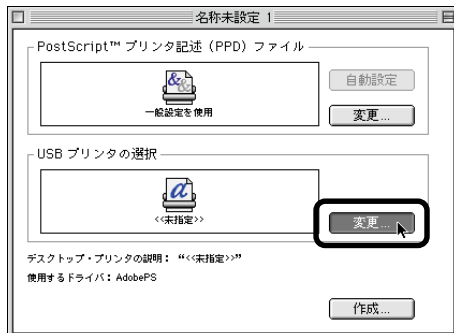 名称未設定 1
PostScript™ プリンタ記述（PPD）ファイル
自動設定
一般設定を使用
変更...
USB プリンタの選択
<<未指定>>
変更...
デスクトップ・プリンタの説明： “<<未指定>>”
使用するドライバ：AdobePS
作成...